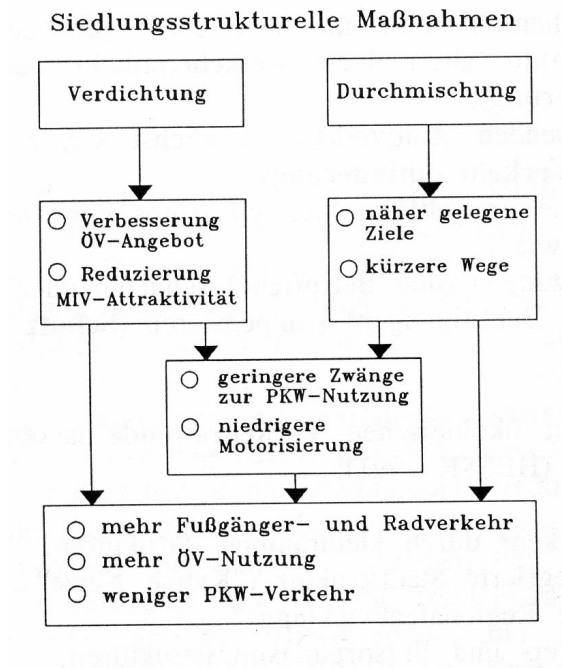 Siedlungsstrukturelle Maßnahmen
Verdichtung
Durchmischung
Verbesserung
ÖV-Angebot
Reduzierung
MIV-Attraktivität
näher gelegene
Ziele
kürzere Wege
geringere Zwänge
zur PKW-Nutzung
niedrigere
Motorisierung
mehr Fußgänger- und Radverkehr
mehr ÖV-Nutzung
weniger PKW-Verkehr